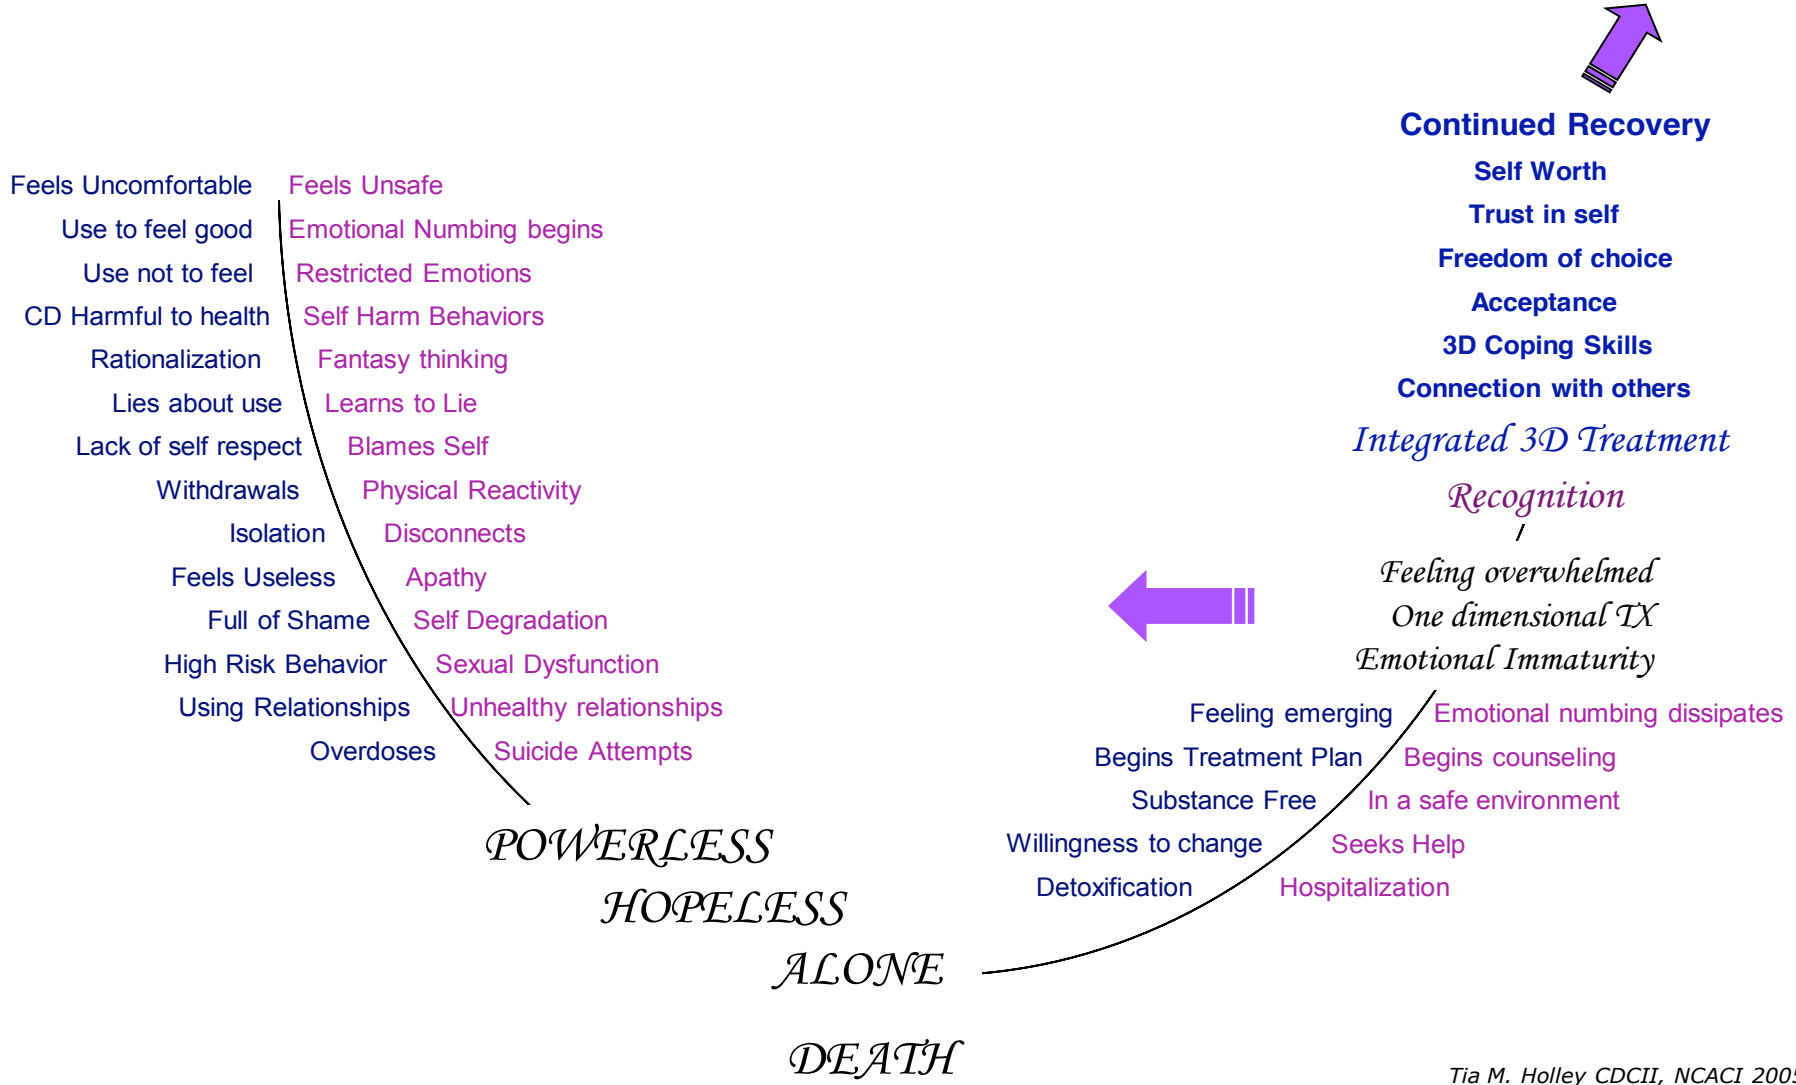 Continued Recovery
Self Worth
Trust in self
Freedom of choice
Acceptance
3D Coping Skills
Connection with others
Integrated 3D Treatment
Recognition
Feeling overwhelmed
One dimensional TX
Emotional Immaturity
Feels Uncomfortable Feels Unsafe
Use to feel good Emotional Numbing begins
Use not to feel Restricted Emotions
CD Harmful to health Self Harm Behaviors
Rationalization Fantasy thinking
Lies about use Learns to Lie
Lack of self respect Blames Self
Withdrawals Physical Reactivity
Isolation Disconnects
Feels Useless Apathy
Full of Shame Self Degradation
High Risk Behavior Sexual Dysfunction
Using Relationships Unhealthy relationships
Overdoses Suicide Attempts
POWERLESS
HOPELESS
ALONE
DEATH
Feeling emerging Emotional numbing dissipates
Begins Treatment Plan Begins counseling
Substance Free In a safe environment
Willingness to change Seeks Help
Detoxification Hospitalization
Tia M. Holley CDCII, NCACI 2005